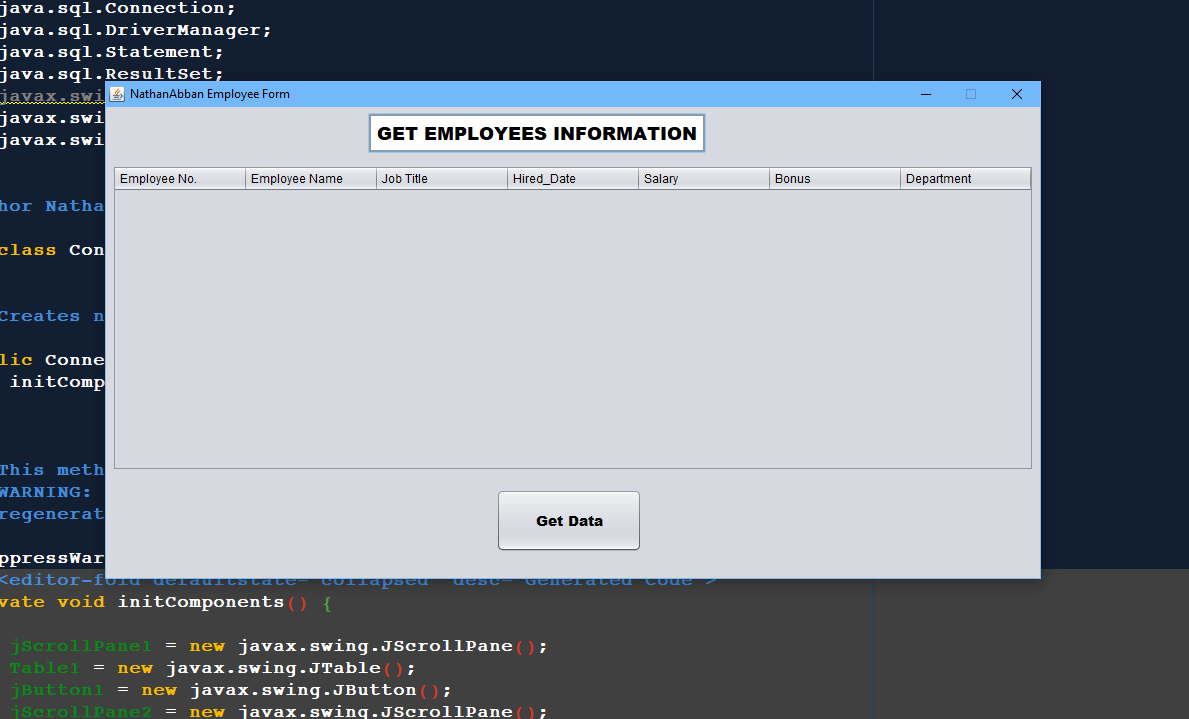 java.sql.Connection;
java.sql.DriverManager;
java.sql.Statement;
java.sql.ResultSet;
javax.swi
javax.swi
javax.swi
NathanAbban Employee Form
GET EMPLOYEES INFORMATION
Employee No. Employee Name Job Title Hired_Date Salary Bonus Department
hor Natha
class Con
Creates n
lic Conne
initComp
This meth
WARNING:
regenerat
ppressWar
Get Data
<editor-fold defaultstate="collapsed" desc="Generated Code">
vate void initComponents() {
jScrollPane1 = new javax.swing.JScrollPane();
Table1 = new javax.swing.JTable();
jButton1 = new javax.swing.JButton();
jScrollPane2 = new javax.swing.JScrollPane();